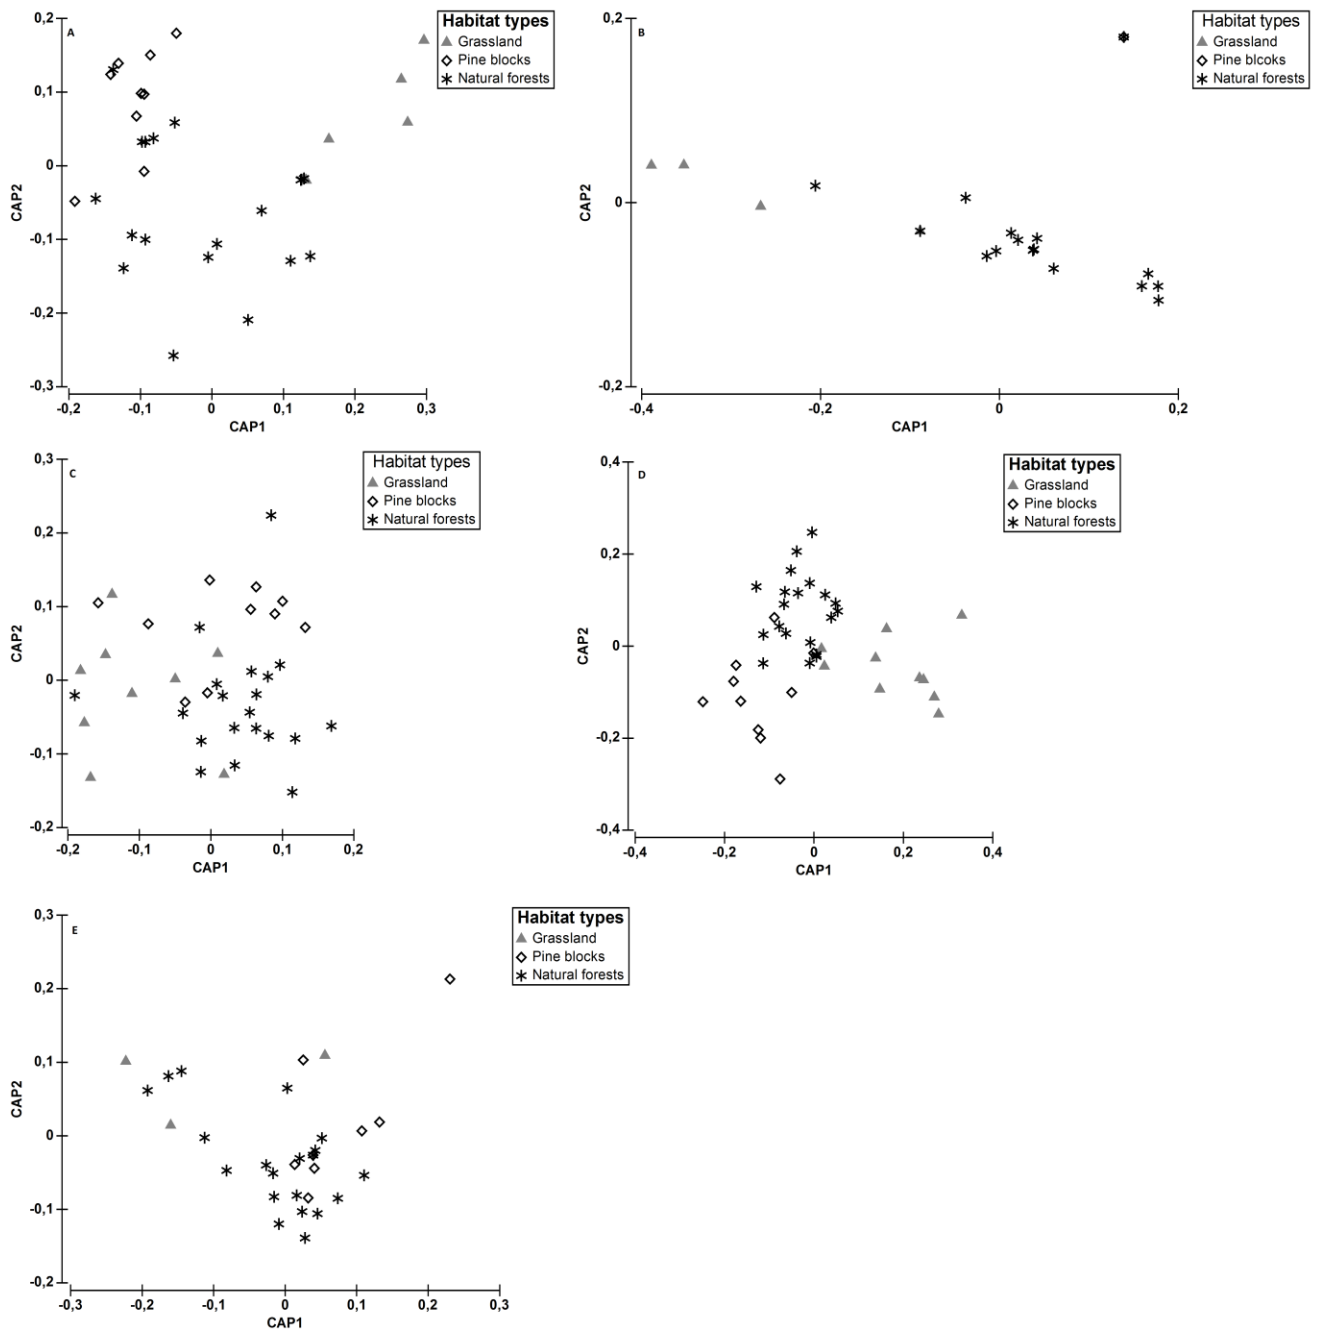 A
0,2
0,1
0
-0,1
-0,2
-0,3
CAP2
-0,2 -0,1 0 0,1 0,2 0,3
CAP1
Habitat types
Grassland
Pine blocks
Natural forests
B
0,2
0
-0,2
CAP2
-0,4 -0,2 0 0,2
CAP1
Habitat types
Grassland
Pine blcoks
Natural forests
C
0,3
0,2
0,1
0
-0,1
-0,2
CAP2
-0,2 -0,1 0 0,1 0,2
CAP1
Habitat types
Grassland
Pine blocks
Natural forests
D
0,4
0,2
0
-0,2
-0,4
CAP2
-0,4 -0,2 0 0,2 0,4
CAP1
Habitat types
Grassland
Pine blocks
Natural forests
E
0,3
0,2
0,1
0
-0,1
-0,2
CAP2
-0,3 -0,2 -0,1 0 0,1 0,2 0,3
CAP1
Habitat types
Grassland
Pine blocks
Natural forests